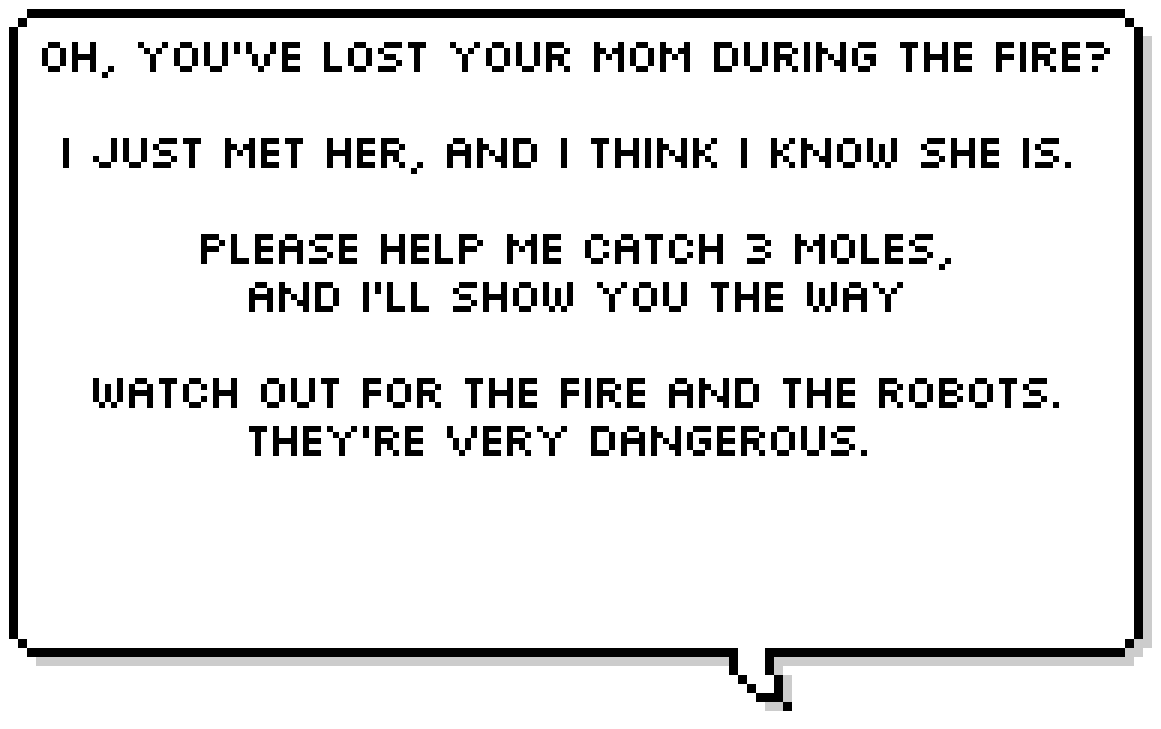 OH, YOU'VE LOST YOUR MOM DURING THE FIRE?
I JUST MET HER, AND I THINK I KNOW SHE IS.
PLEASE HELP ME CATCH 3 MOLES,
AND I'LL SHOW YOU THE WAY
WATCH OUT FOR THE FIRE AND THE ROBOTS.
THEY'RE VERY DANGEROUS.